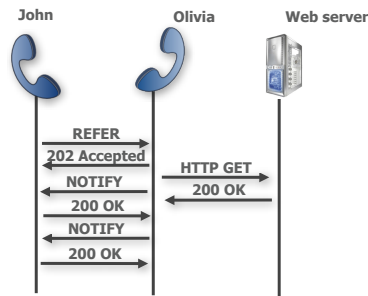 John
Olivia
Web server
REFER
202 Accepted
HTTP GET
NOTIFY
200 OK
200 OK
NOTIFY
200 OK